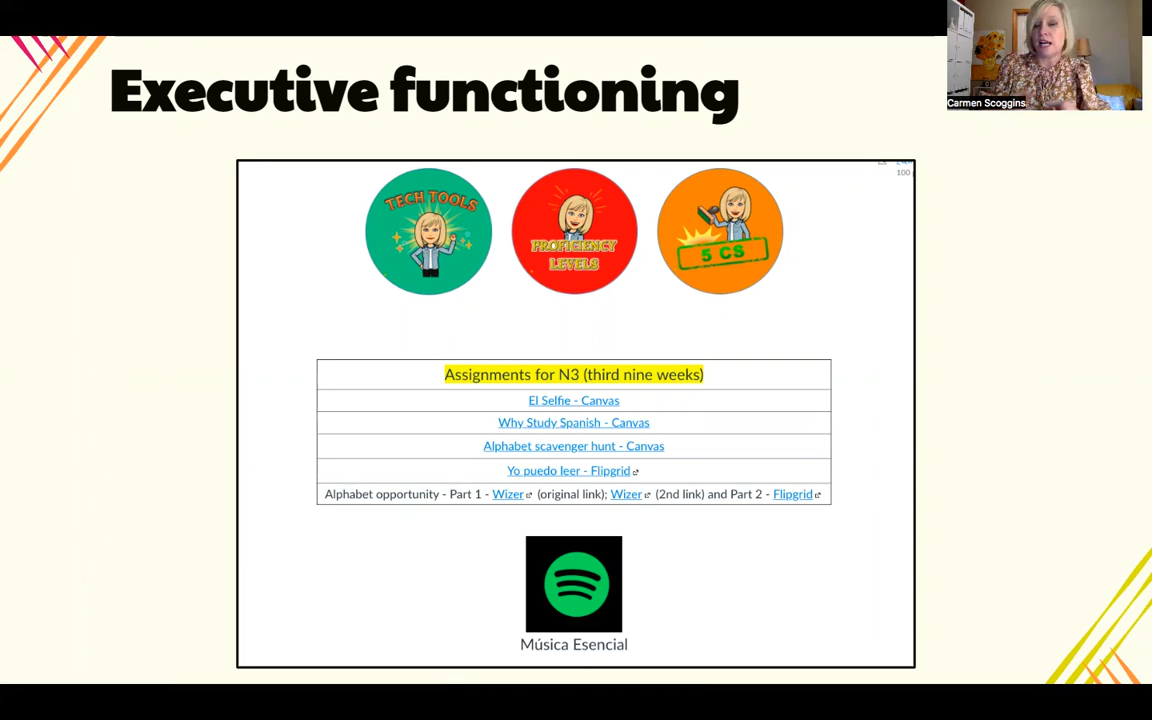 Executive functioning
Carmen Scoggins
TECH TOOLS
PROFICIENCY
LEVELS
5 CS
100
Assignments for N3 (third nine weeks)
El Selfie - Canvas
Why Study Spanish - Canvas
Alphabet scavenger hunt - Canvas
Yo puedo leer - Flipgrid
Alphabet opportunity - Part 1 - Wizer (original link); Wizer (2nd link) and Part 2 - Flipgrid
Música Esencial